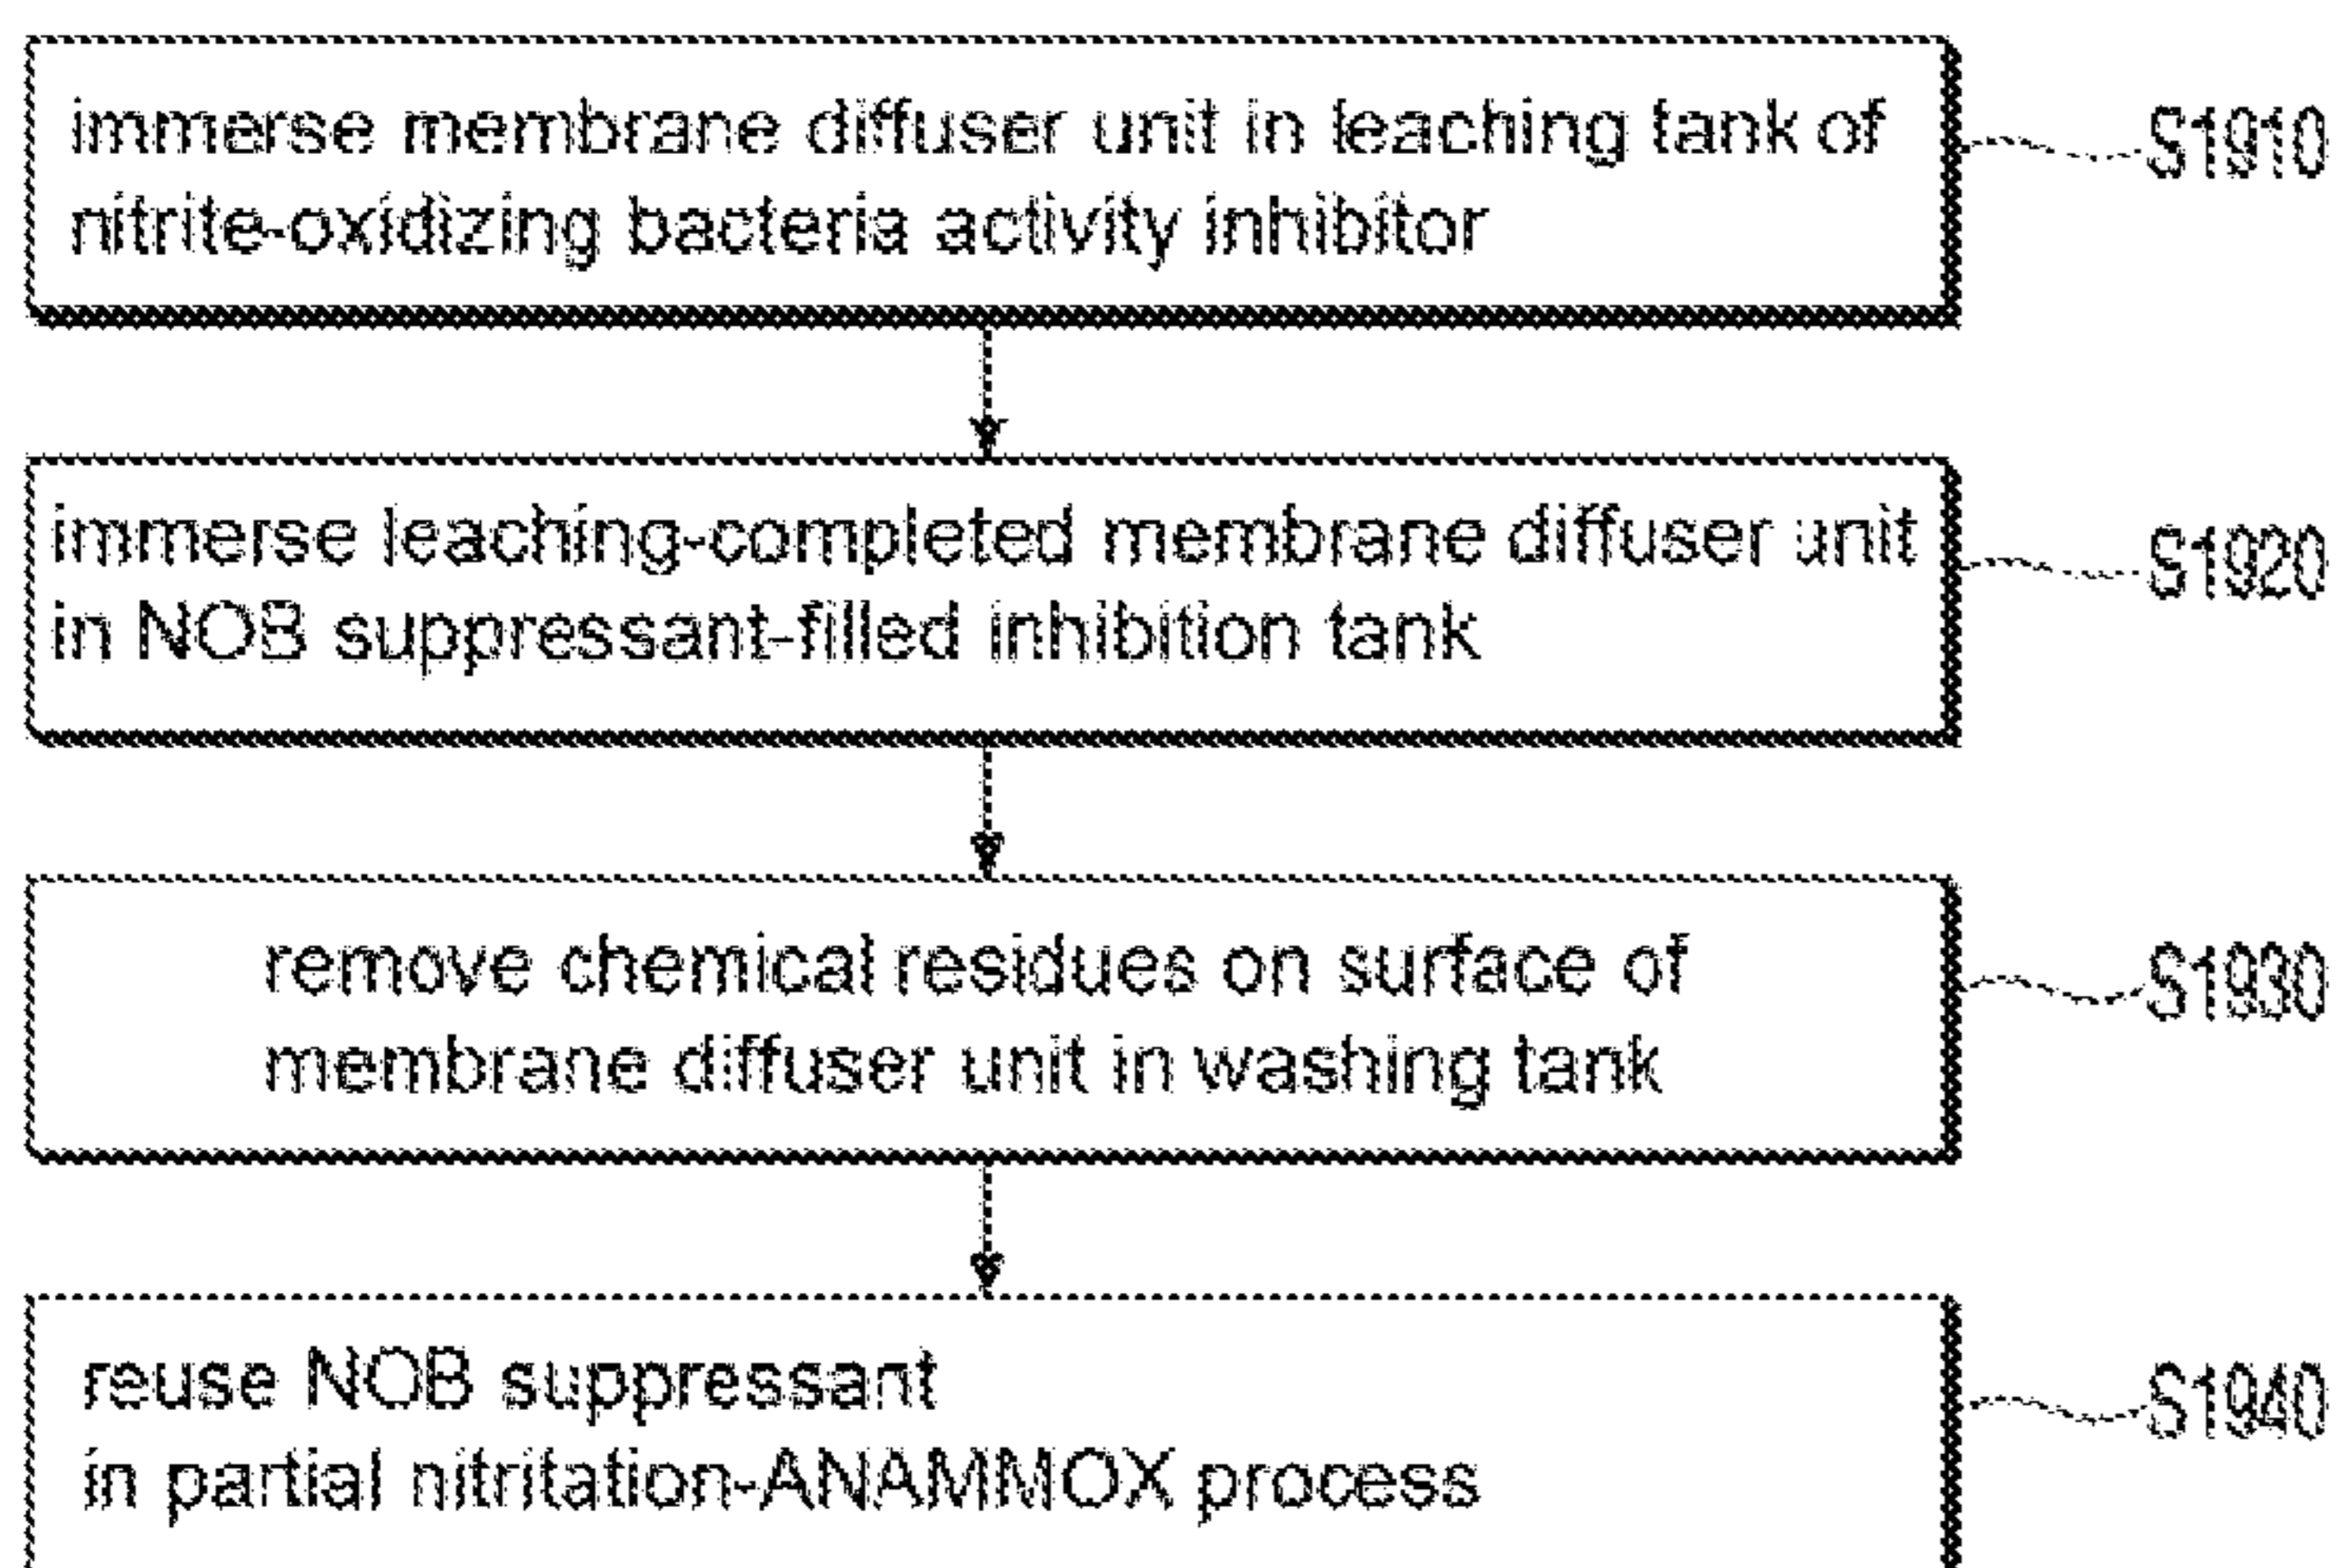 immerse membrane diffuser unit in leaching tank of
nitrite-oxidizing bacteria activity inhibitor
S1910
immerse leaching-completed membrane diffuser unit
in NOB suppressant-filled inhibition tank
S1920
remove chemical residues on surface of
membrane diffuser unit in washing tank
S1930
reuse NOB suppressant
in partial nitritation-ANAMMOX process
S1940